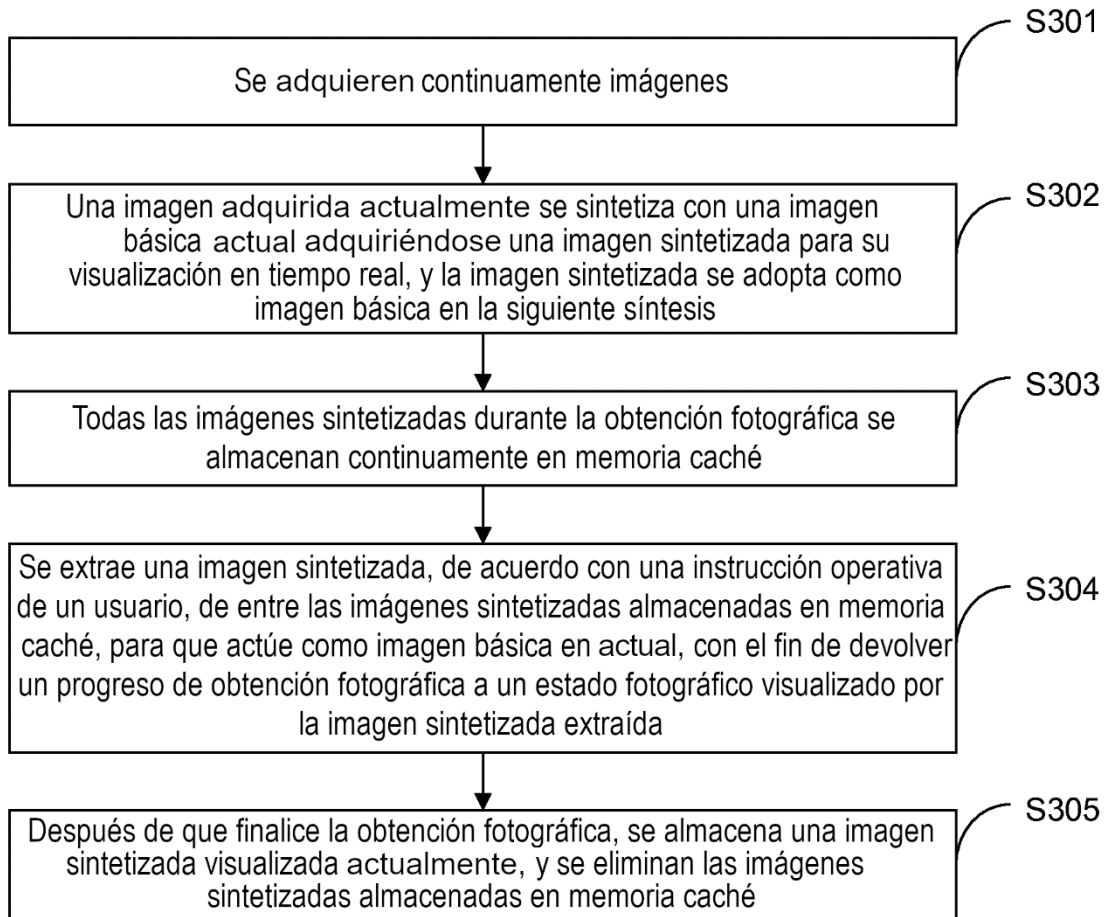 S301
Se adquieren continuamente imágenes
S302
Una imagen adquirida actualmente se sintetiza con una imagen
básica actual adquiriéndose una imagen sintetizada para su
visualización en tiempo real, y la imagen sintetizada se adopta como
imagen básica en la siguiente síntesis
S303
Todas las imágenes sintetizadas durante la obtención fotográfica se
almacenan continuamente en memoria caché
S304
Se extrae una imagen sintetizada, de acuerdo con una instrucción operativa
de un usuario, de entre las imágenes sintetizadas almacenadas en memoria
caché, para que actúe como imagen básica en actual, con el fin de devolver
un progreso de obtención fotográfica a un estado fotográfico visualizado por
la imagen sintetizada extraída
S305
Después de que finalice la obtención fotográfica, se almacena una imagen
sintetizada visualizada actualmente, y se eliminan las imágenes
sintetizadas almacenadas en memoria caché